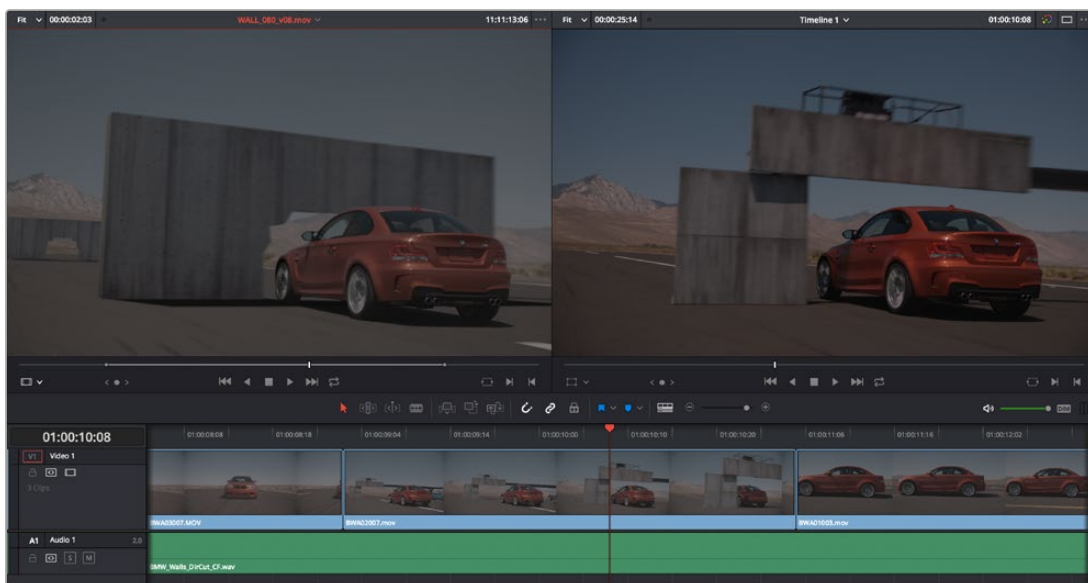 Fit 00:00:02:03 WALL_080_v08.mov 11:11:13:06 Fit 00:00:25:14 Timeline 1 01:00:10:08
01:00:10:08 01:00:08:08 01:00:08:18 01:00:09:04 01:00:09:14 01:00:10:00 01:00:10:10 01:00:10:20 01:00:11:06 01:00:11:16 01:00:12:02
DIM
V1 Video 1
3 Clips
BWA03007.MOV BWA02007.mov BWA01003.mov
A1 Audio 1 2.0
S M
BMW_Walls_DirCut_CF.wav